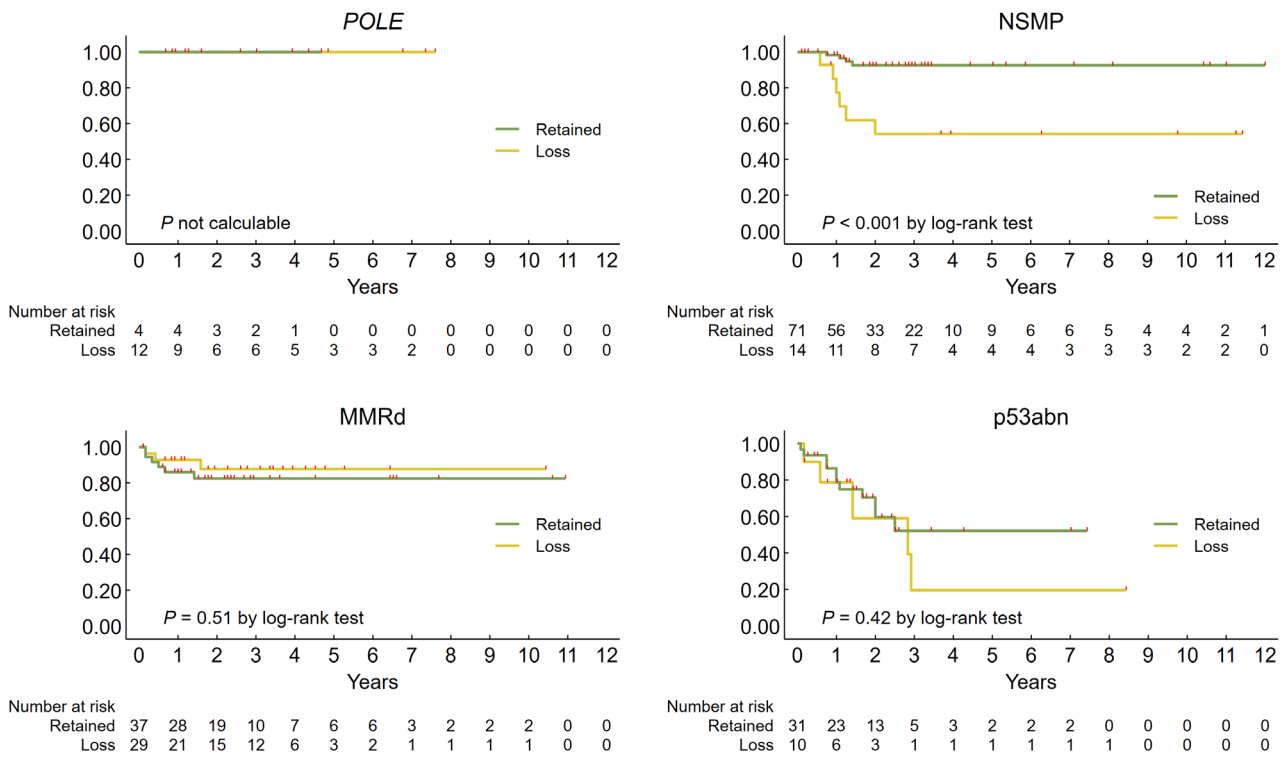 POLE
1.00
0.80
0.60
0.40
0.20
0.00
Retained
Loss
P not calculable
0 1 2 3 4 5 6 7 8 9 10 11 12
Years
Number at risk
Retained 4 4 3 2 1 0 0 0 0 0 0 0 0
Loss 12 9 6 6 5 3 3 2 0 0 0 0 0
NSMP
1.00
0.80
0.60
0.40
0.20
0.00
Retained
Loss
P < 0.001 by log-rank test
0 1 2 3 4 5 6 7 8 9 10 11 12
Years
Number at risk
Retained 71 56 33 22 10 9 6 6 5 4 4 2 1
Loss 14 11 8 7 4 4 4 3 3 3 2 2 0
MMRd
1.00
0.80
0.60
0.40
0.20
0.00
Retained
Loss
P = 0.51 by log-rank test
0 1 2 3 4 5 6 7 8 9 10 11 12
Years
Number at risk
Retained 37 28 19 10 7 6 6 3 2 2 2 0 0
Loss 29 21 15 12 6 3 2 1 1 1 1 0 0
p53abn
1.00
0.80
0.60
0.40
0.20
0.00
Retained
Loss
P = 0.42 by log-rank test
0 1 2 3 4 5 6 7 8 9 10 11 12
Years
Number at risk
Retained 31 23 13 5 3 2 2 2 0 0 0 0 0
Loss 10 6 3 1 1 1 1 1 1 0 0 0 0